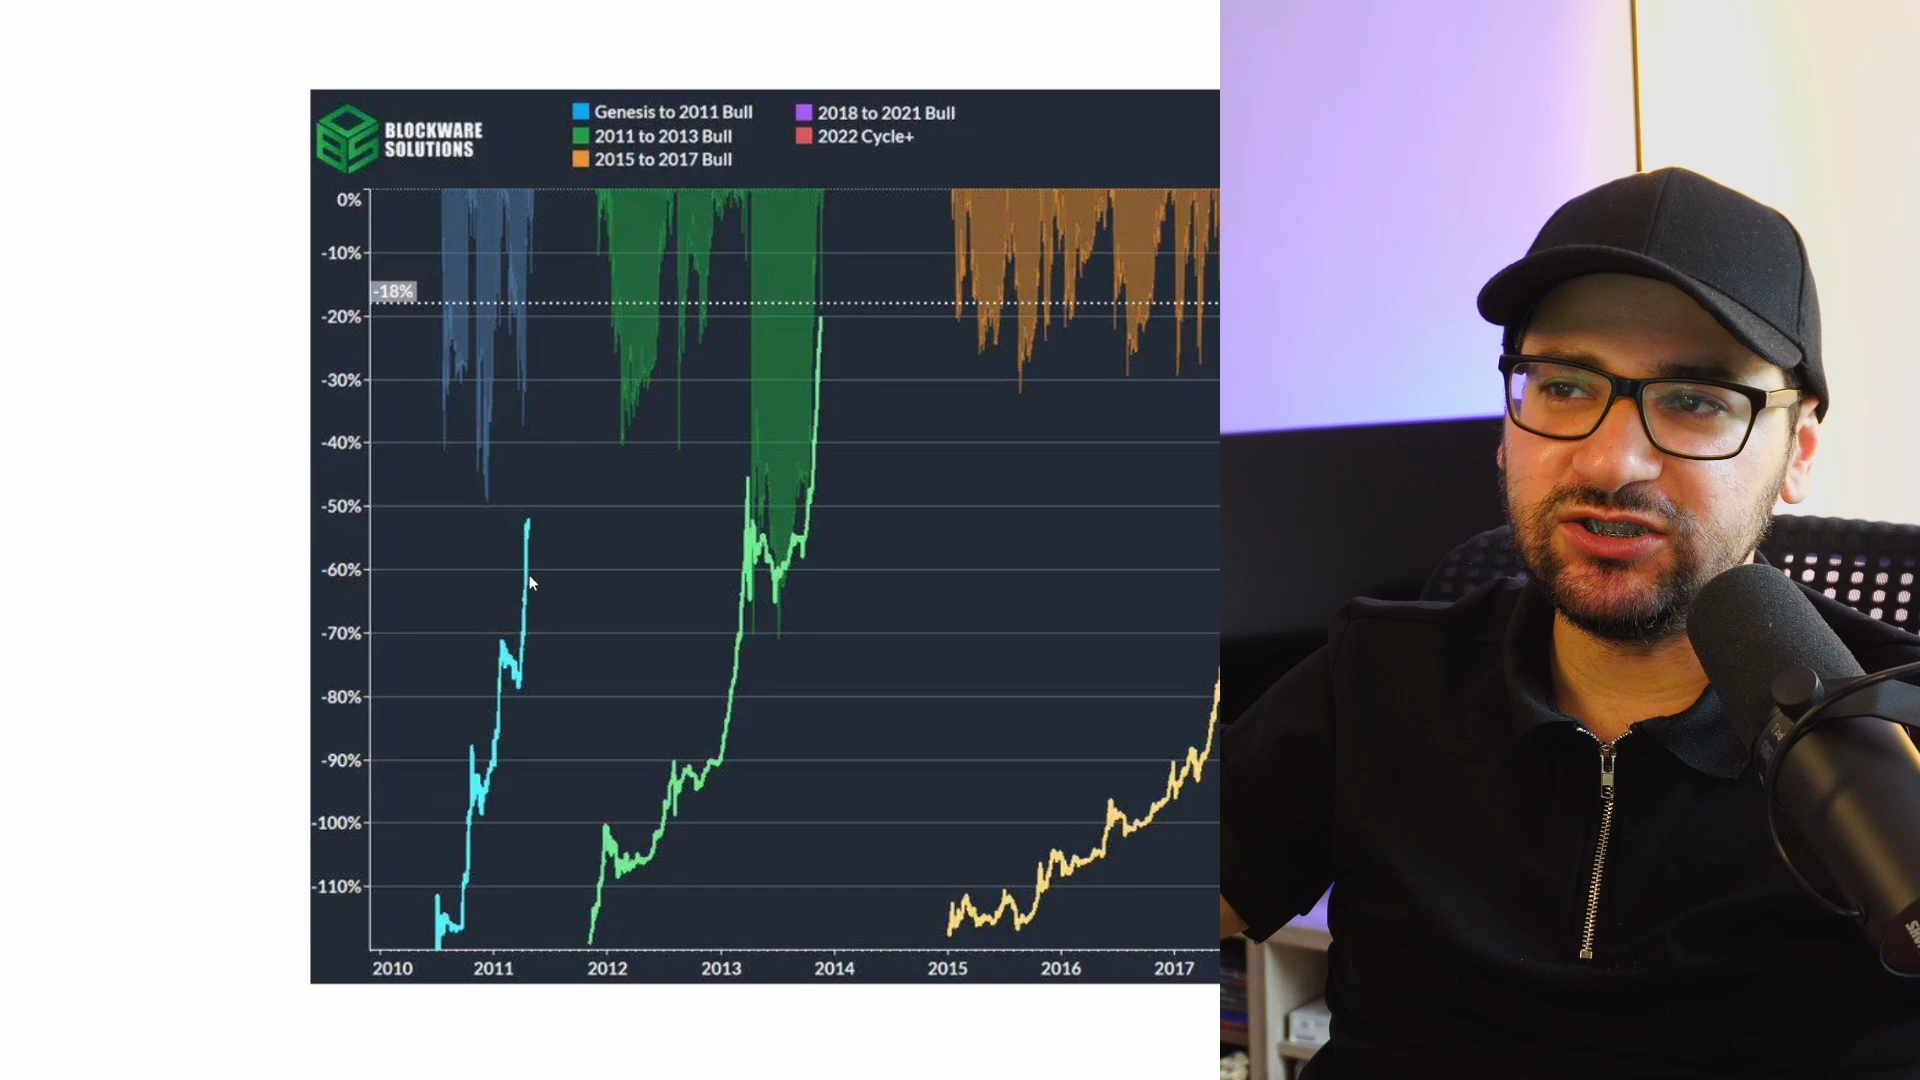 BLOCKWARE
SOLUTIONS
Genesis to 2011 Bull
2011 to 2013 Bull
2015 to 2017 Bull
2018 to 2021 Bull
2022 Cycle+
0%
-10%
-18%
-20%
-30%
-40%
-50%
-60%
-70%
-80%
-90%
-100%
-110%
2010 2011 2012 2013 2014 2015 2016 2017